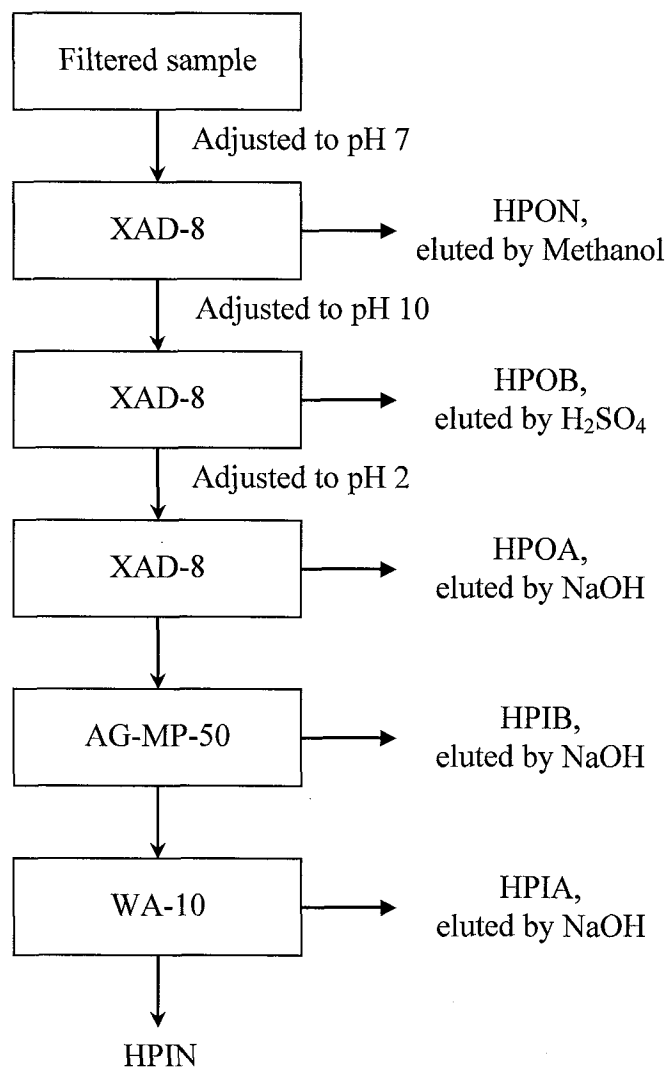 Filtered sample
Adjusted to pH 7
XAD-8
HPON,
eluted by Methanol
Adjusted to pH 10
XAD-8
HPOB,
eluted by H₂SO₄
Adjusted to pH 2
XAD-8
HPOA,
eluted by NaOH
AG-MP-50
HPIB,
eluted by NaOH
WA-10
HPIA,
eluted by NaOH
HPIN